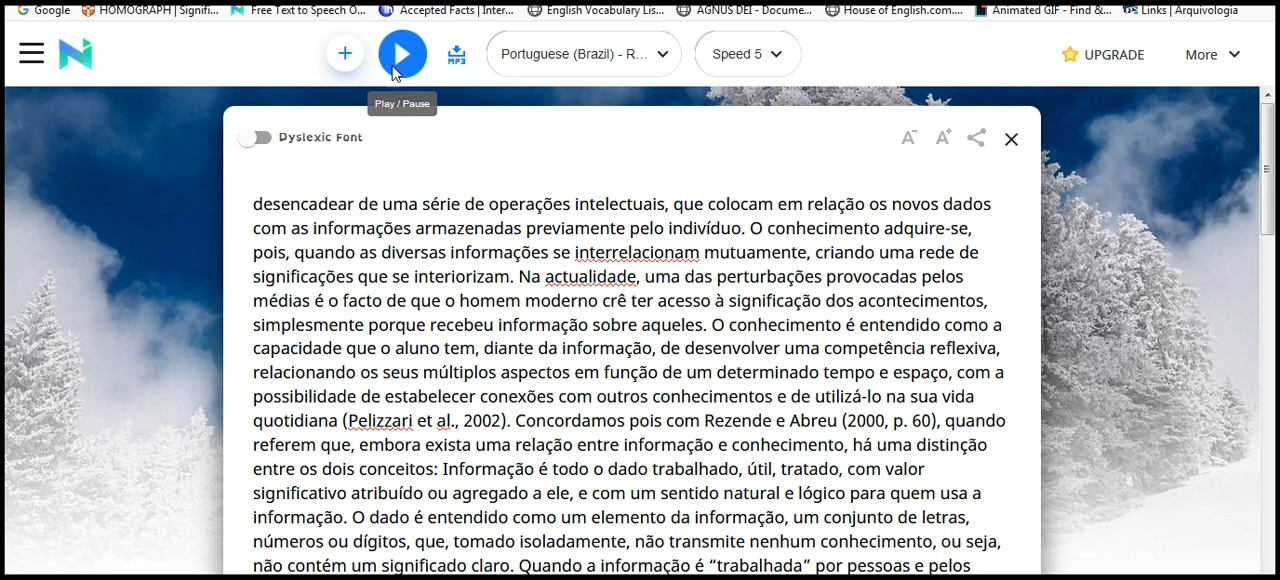 Google HOMOGRAPH | Signifi... Free Text to Speech O... Accepted Facts | Inter... English Vocabulary Lis... AGNUS DEI - Docume... House of English.com.... Animated GIF - Find &... Links | Arquivologia
+ MP3 Portuguese (Brazil) - R... Speed 5 UPGRADE More
Play / Pause
Dyslexic Font A- A+
desencadear de uma série de operações intelectuais, que colocam em relação os novos dados
com as informações armazenadas previamente pelo indivíduo. O conhecimento adquire-se,
pois, quando as diversas informações se interrelacionam mutuamente, criando uma rede de
significações que se interiorizam. Na actualidade, uma das perturbações provocadas pelos
médias é o facto de que o homem moderno crê ter acesso à significação dos acontecimentos,
simplesmente porque recebeu informação sobre aqueles. O conhecimento é entendido como a
capacidade que o aluno tem, diante da informação, de desenvolver uma competência reflexiva,
relacionando os seus múltiplos aspectos em função de um determinado tempo e espaço, com a
possibilidade de estabelecer conexões com outros conhecimentos e de utilizá-lo na sua vida
quotidiana (Pelizzari et al., 2002). Concordamos pois com Rezende e Abreu (2000, p. 60), quando
referem que, embora exista uma relação entre informação e conhecimento, há uma distinção
entre os dois conceitos: Informação é todo o dado trabalhado, útil, tratado, com valor
significativo atribuído ou agregado a ele, e com um sentido natural e lógico para quem usa a
informação. O dado é entendido como um elemento da informação, um conjunto de letras,
números ou dígitos, que, tomado isoladamente, não transmite nenhum conhecimento, ou seja,
não contém um significado claro. Quando a informação é “trabalhada” por pessoas e pelos